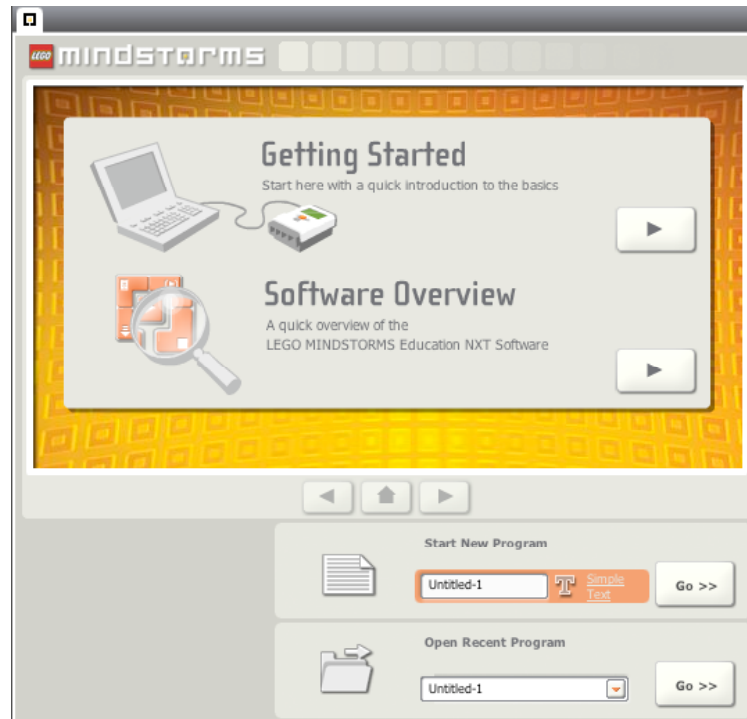 LEGO mindstorms
Getting Started
Start here with a quick introduction to the basics
Software Overview
A quick overview of the
LEGO MINDSTORMS Education NXT Software
Start New Program
Untitled-1
T
Simple
Text
Go >>
Open Recent Program
Untitled-1
Go >>